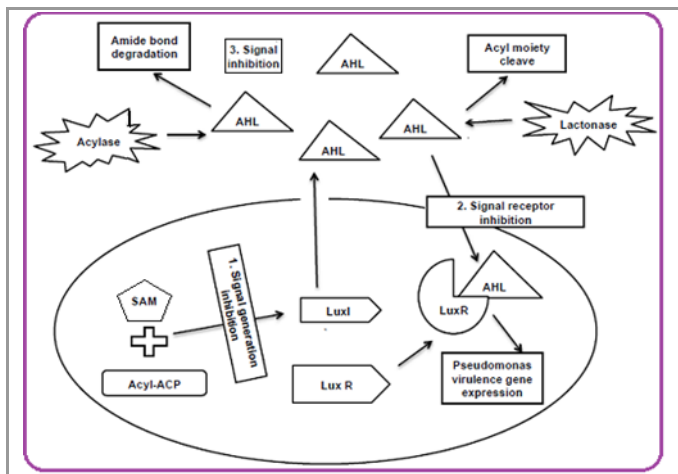 Amide bond
degradation
3. Signal
inhibition
AHL
Acyl moiety
cleave
Acylase
AHL
AHL
AHL
Lactonase
2. Signal receptor
inhibition
SAM
1. Signal generation
inhibition
LuxI
AHL
LuxR
Acyl-ACP
Lux R
Pseudomonas
virulence gene
expression